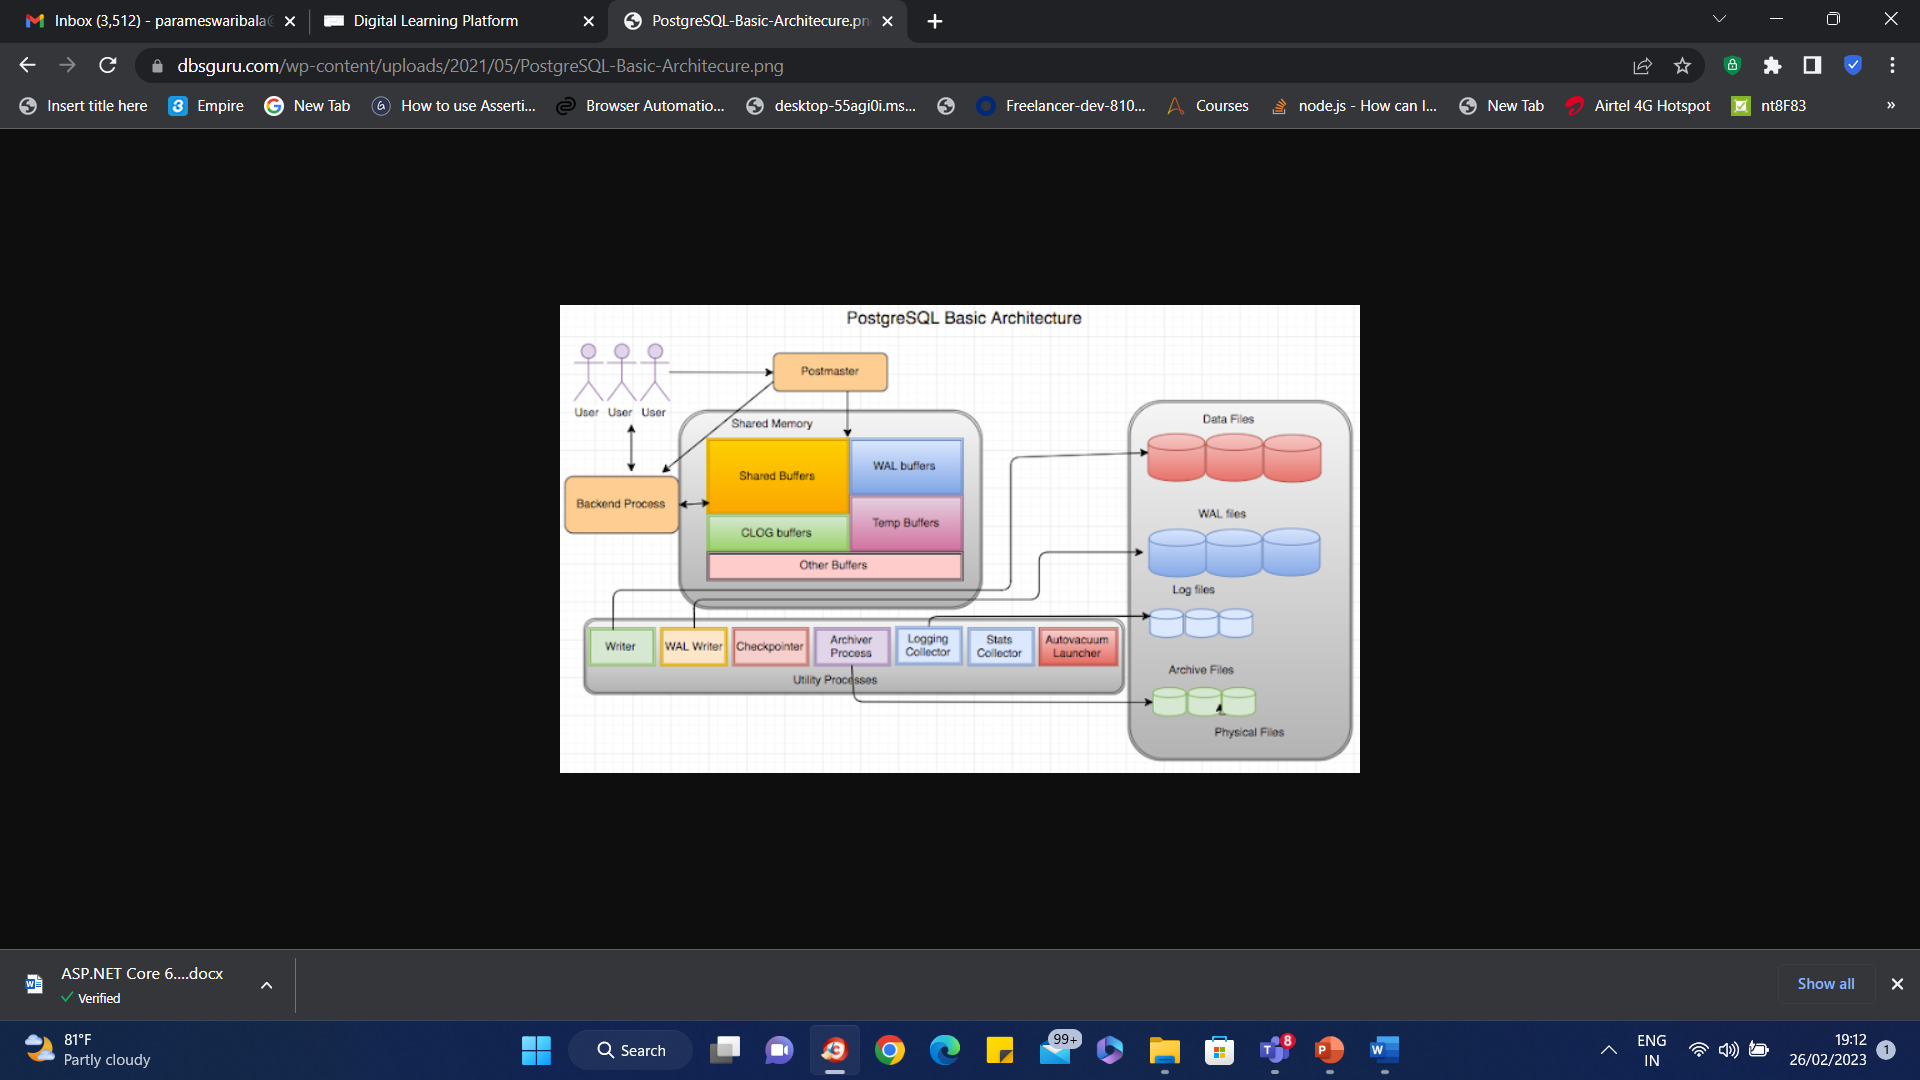 Inbox (3,512) - parameswaribala@
Digital Learning Platform
PostgreSQL-Basic-Architecure.pn
dbsguru.com/wp-content/uploads/2021/05/PostgreSQL-Basic-Architecure.png
Insert title here
Empire
New Tab
How to use Asserti...
Browser Automatio...
desktop-55agi0i.ms...
Freelancer-dev-810...
Courses
node.js - How can I...
New Tab
Airtel 4G Hotspot
nt8F83
»
PostgreSQL Basic Architecture
User User User
Postmaster
Backend Process
Shared Memory
Shared Buffers
WAL buffers
CLOG buffers
Temp Buffers
Other Buffers
Writer
WAL Writer
Checkpointer
Archiver
Process
Logging
Collector
Stats
Collector
Autovacuum
Launcher
Utility Processes
Data Files
WAL files
Log files
Archive Files
Physical Files
ASP.NET Core 6....docx
Verified
Show all
81°F
Partly cloudy
Search
99+
8
ENG
IN
19:12
26/02/2023
1